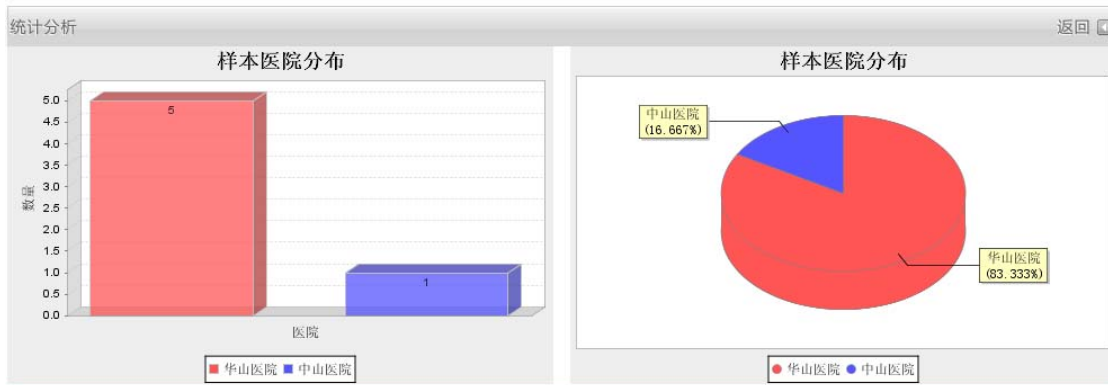 统计分析
返回
样本医院分布
5.0
4.5
4.0
3.5
3.0
2.5
2.0
1.5
1.0
0.5
0.0
数量
5
1
医院
华山医院 中山医院
样本医院分布
中山医院
(16.667%)
华山医院
(83.333%)
华山医院 中山医院